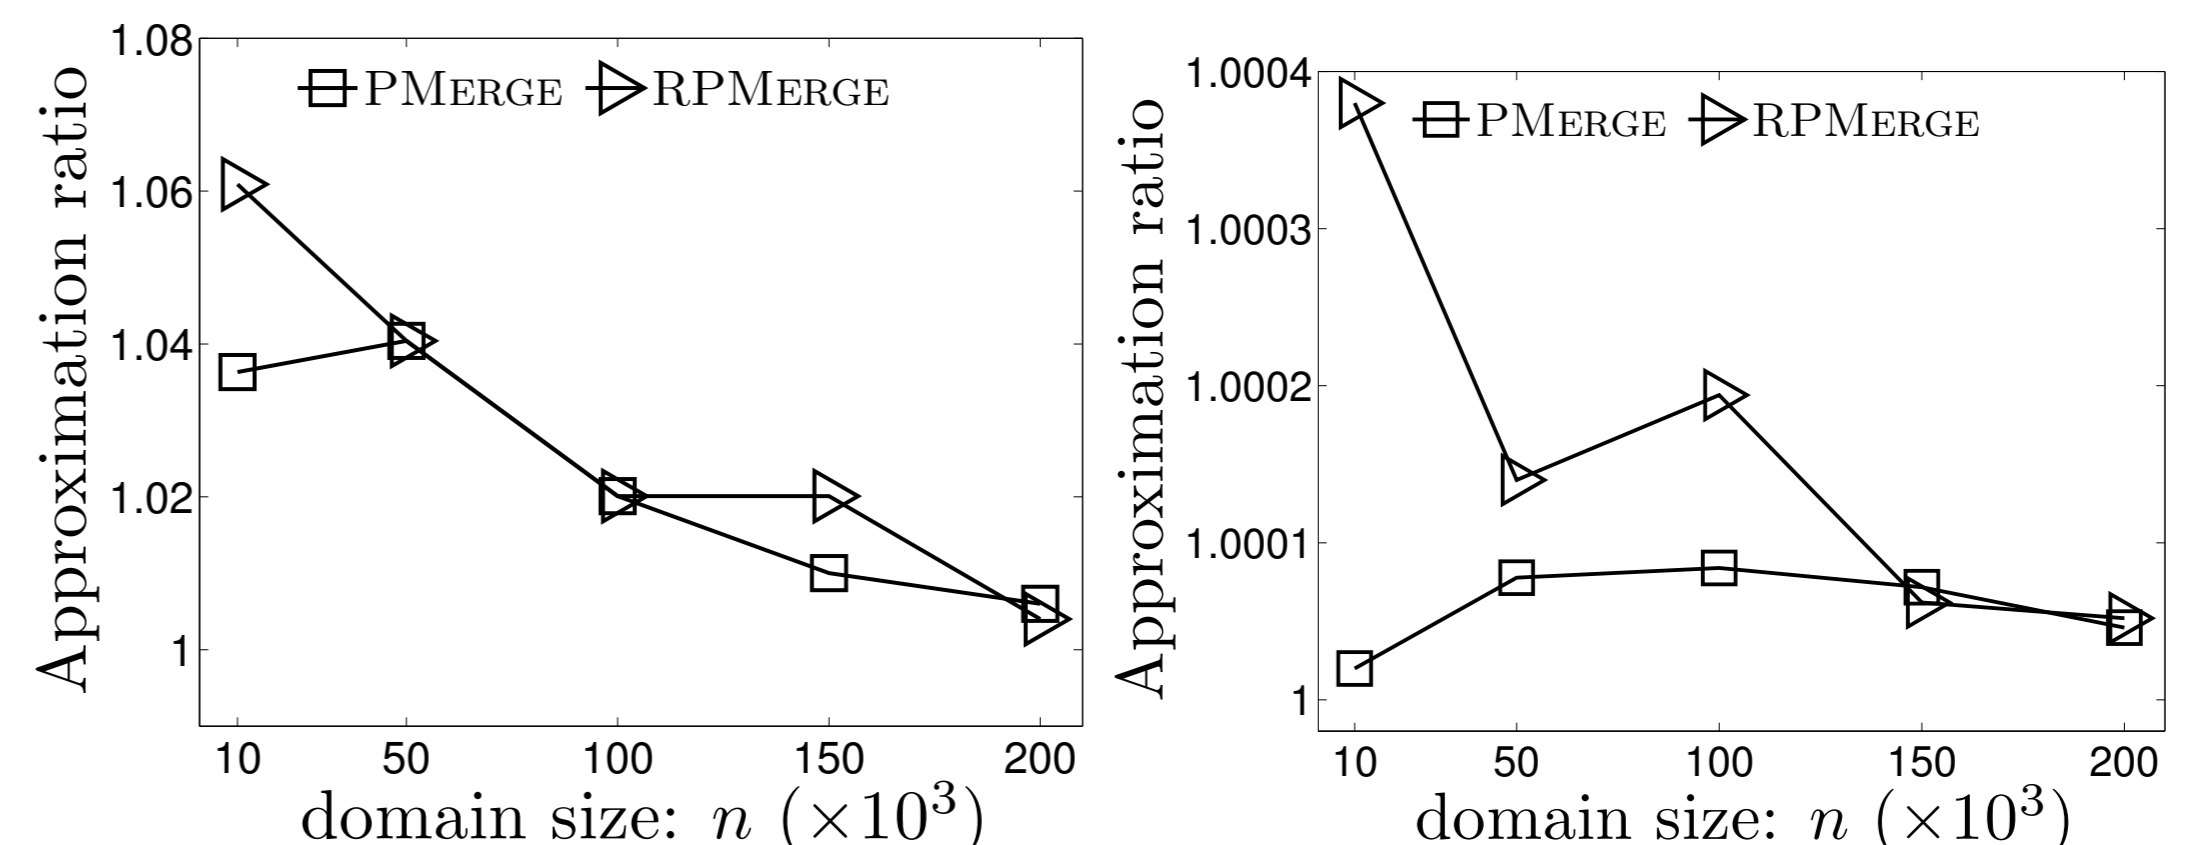 Approximation ratio
1.08
1.06
1.04
1.02
1
PMERGE RPMERGE
10 50 100 150 200
domain size: n (×10³)
Approximation ratio
1.0004
1.0003
1.0002
1.0001
1
PMERGE RPMERGE
10 50 100 150 200
domain size: n (×10³)